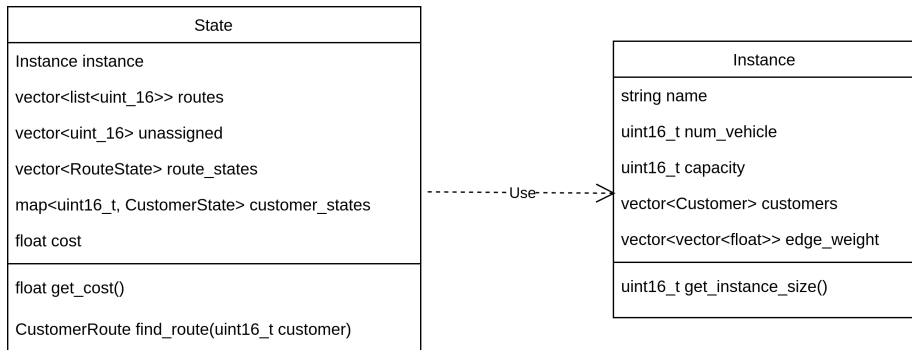 State
Instance instance
vector<list<uint_16>> routes
vector<uint_16> unassigned
vector<RouteState> route_states
map<uint16_t, CustomerState> customer_states
float cost
float get_cost()
CustomerRoute find_route(uint16_t customer)
Use
Instance
string name
uint16_t num_vehicle
uint16_t capacity
vector<Customer> customers
vector<vector<float>> edge_weight
uint16_t get_instance_size()